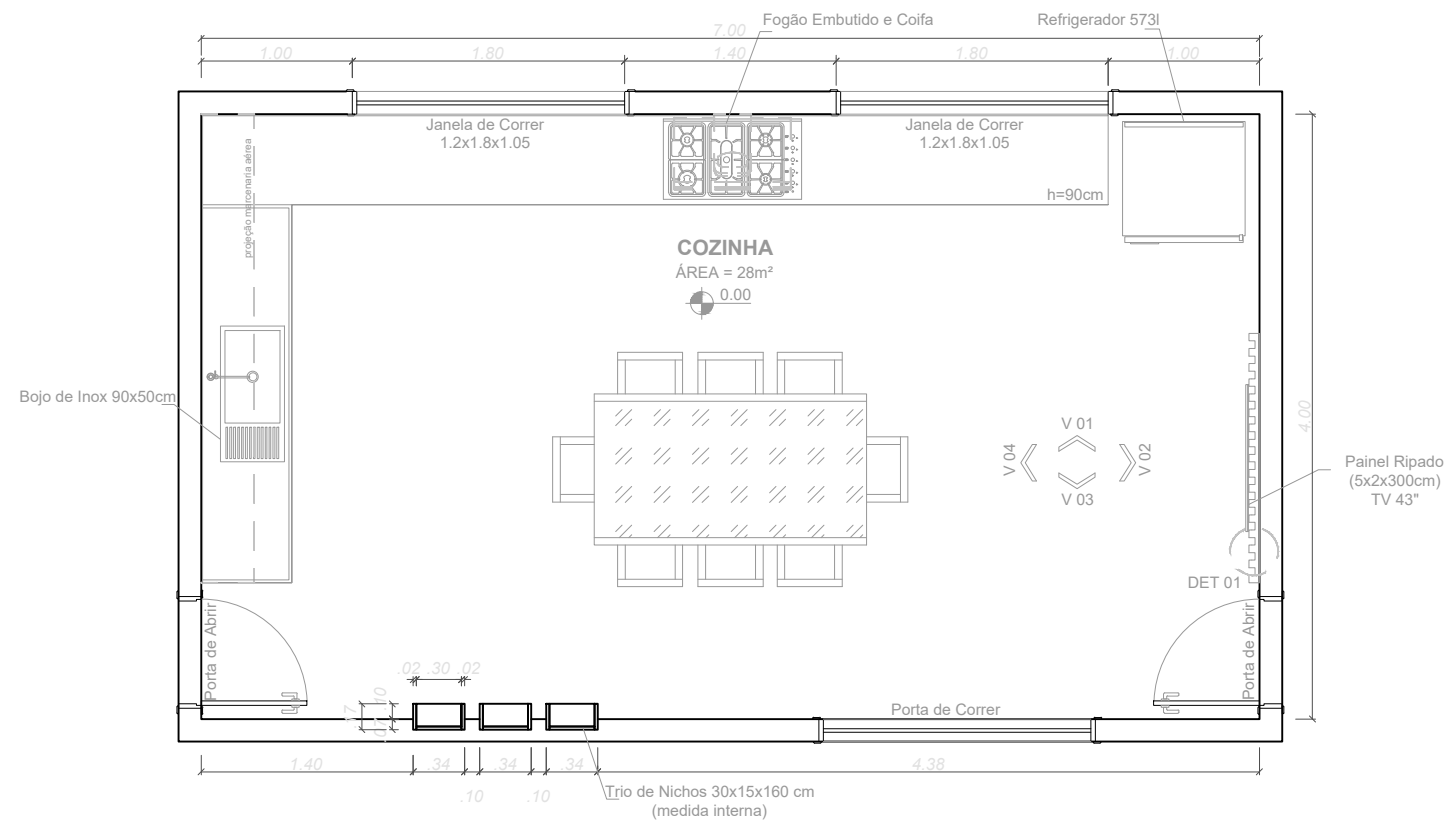 Fogão Embutido e Coifa
Refrigerador 573l
7.00
1.00
1.80
1.40
1.80
1.00
Janela de Correr
1.2x1.8x1.05
Janela de Correr
1.2x1.8x1.05
projeção marcenaria aérea
h=90cm
COZINHA
ÁREA = 28m²
0.00
4.00
Bojo de Inox 90x50cm
V 01
V 04
V 02
V 03
Painel Ripado
(5x2x300cm)
TV 43"
DET 01
Porta de Abrir
Porta de Abrir
.02 .30 .02
.10
.07
Porta de Correr
1.40
.34
.34
.34
4.38
.10
.10
Trio de Nichos 30x15x160 cm
(medida interna)